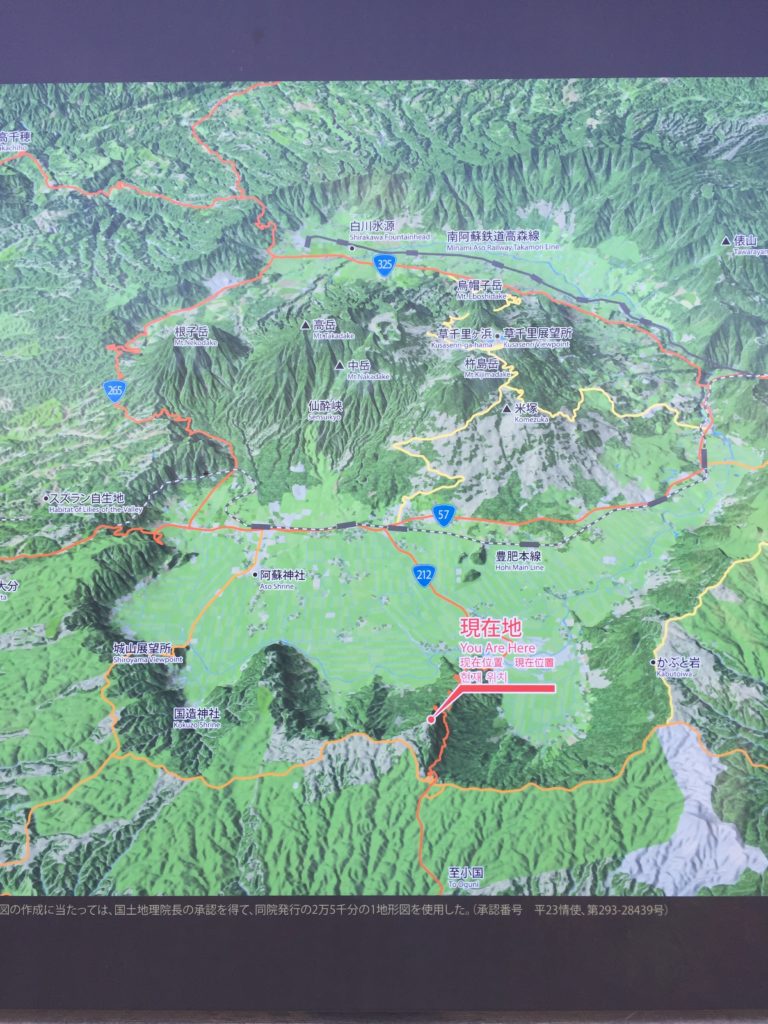 高千穂
akachiho
白川水源
Shirakawa Fountainhead
南阿蘇鉄道高森線
Minami Aso Railway Takamori Line
俵山
Tawarayam
325
烏帽子岳
Mt.Eboshidake
根子岳
Mt.Nekodake
高岳
Mt.Takadake
草千里ヶ浜
Kusasenri-ga-hama
草千里展望所
Kusasenri Viewpoint
中岳
Mt.Nakadake
杵島岳
Mt.Kijimadake
265
仙酔峡
Sensuikyo
米塚
Komezuka
スズラン自生地
Habitat of Lilies-of-the-Valley
57
豊肥本線
Hohi Main Line
大分
ta
阿蘇神社
Aso Shrine
212
現在地
You Are Here
现在位置 現在位置
현재 위치
城山展望所
Shiroyama Viewpoint
かぶと岩
Kabutoiwa
国造神社
Kokuzo Shrine
至小国
To Oguni
図の作成に当たっては、国土地理院長の承認を得て、同院発行の2万5千分の1地形図を使用した。（承認番号　平23情使、第293-28439号）